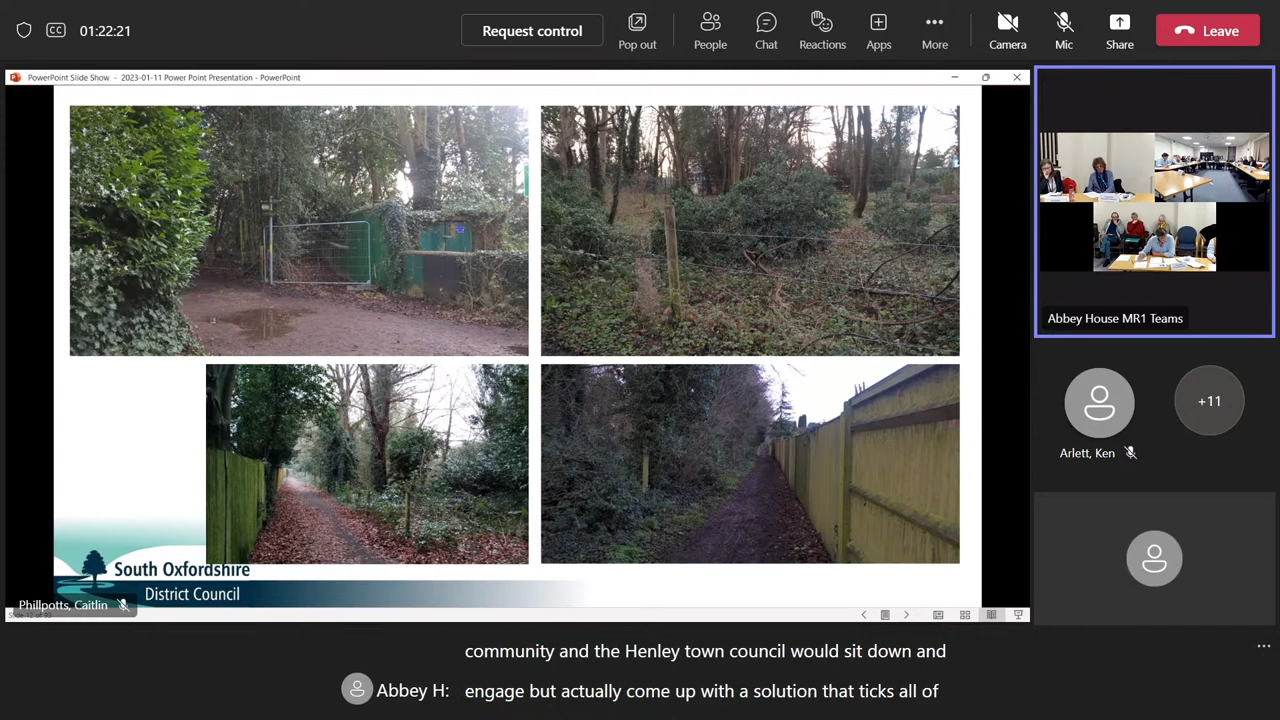 CC
01:22:21
Request control
Pop out
People
Chat
Reactions
Apps
More
Camera
Mic
Share
Leave
PowerPoint Slide Show - 2023-01-11 Power Point Presentation - PowerPoint
South Oxfordshire
District Council
Phillpotts, Caitlin
Abbey House MR1 Teams
+11
Arlett, Ken
community and the Henley town council would sit down and
Abbey H: engage but actually come up with a solution that ticks all of